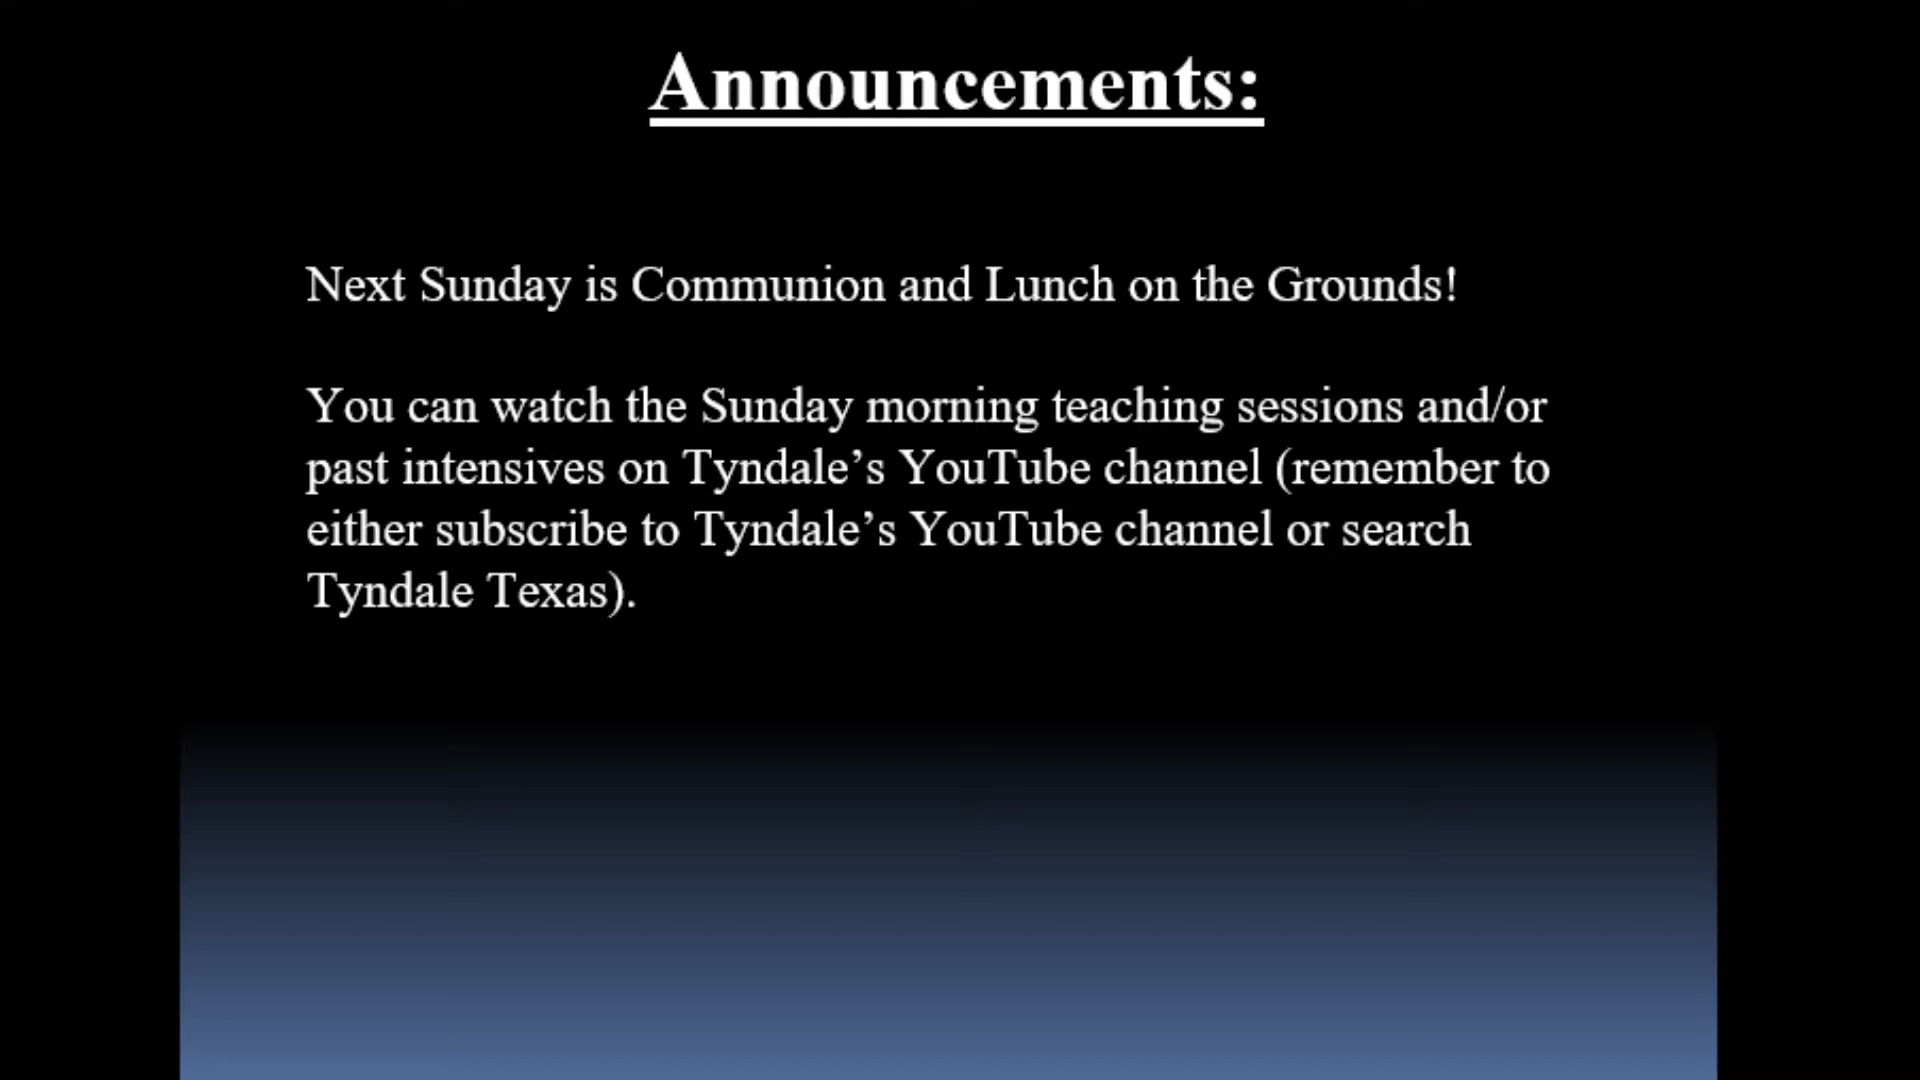 Announcements:
Next Sunday is Communion and Lunch on the Grounds!
You can watch the Sunday morning teaching sessions and/or
past intensives on Tyndale’s YouTube channel (remember to
either subscribe to Tyndale’s YouTube channel or search
Tyndale Texas).